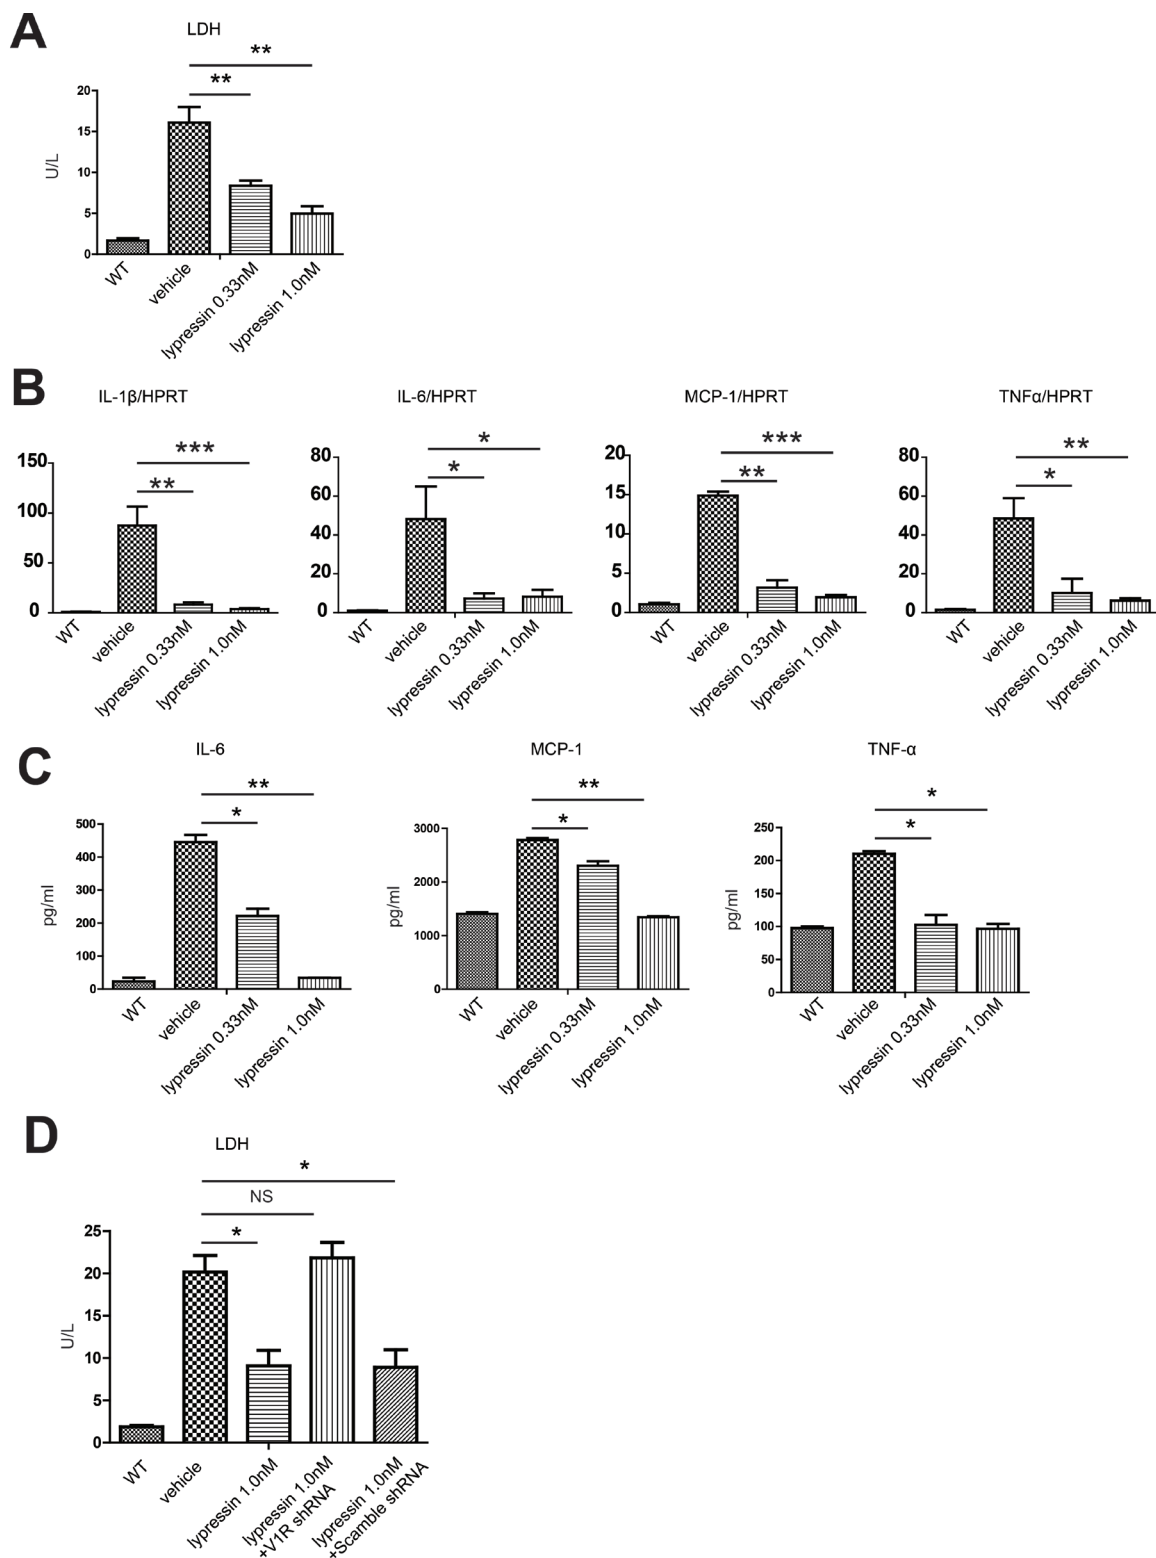 A
LDH
**
**
20
15
10
5
0
U/L
WT
vehicle
lypressin 0.33nM
lypressin 1.0nM
B
IL-1β/HPRT
***
**
150
100
50
0
WT
vehicle
lypressin 0.33nM
lypressin 1.0nM
IL-6/HPRT
*
*
80
60
40
20
0
WT
vehicle
lypressin 0.33nM
lypressin 1.0nM
MCP-1/HPRT
***
**
20
15
10
5
0
WT
vehicle
lypressin 0.33nM
lypressin 1.0nM
TNFα/HPRT
**
*
80
60
40
20
0
WT
vehicle
lypressin 0.33nM
lypressin 1.0nM
C
IL-6
**
*
500
400
300
200
100
0
pg/ml
WT
vehicle
lypressin 0.33nM
lypressin 1.0nM
MCP-1
**
*
3000
2000
1000
0
pg/ml
WT
vehicle
lypressin 0.33nM
lypressin 1.0nM
TNF-α
*
*
250
200
150
100
50
0
pg/ml
WT
vehicle
lypressin 0.33nM
lypressin 1.0nM
D
LDH
*
NS
*
25
20
15
10
5
0
U/L
WT
vehicle
lypressin 1.0nM
lypressin 1.0nM
+V1R shRNA
lypressin 1.0nM
+Scamble shRNA